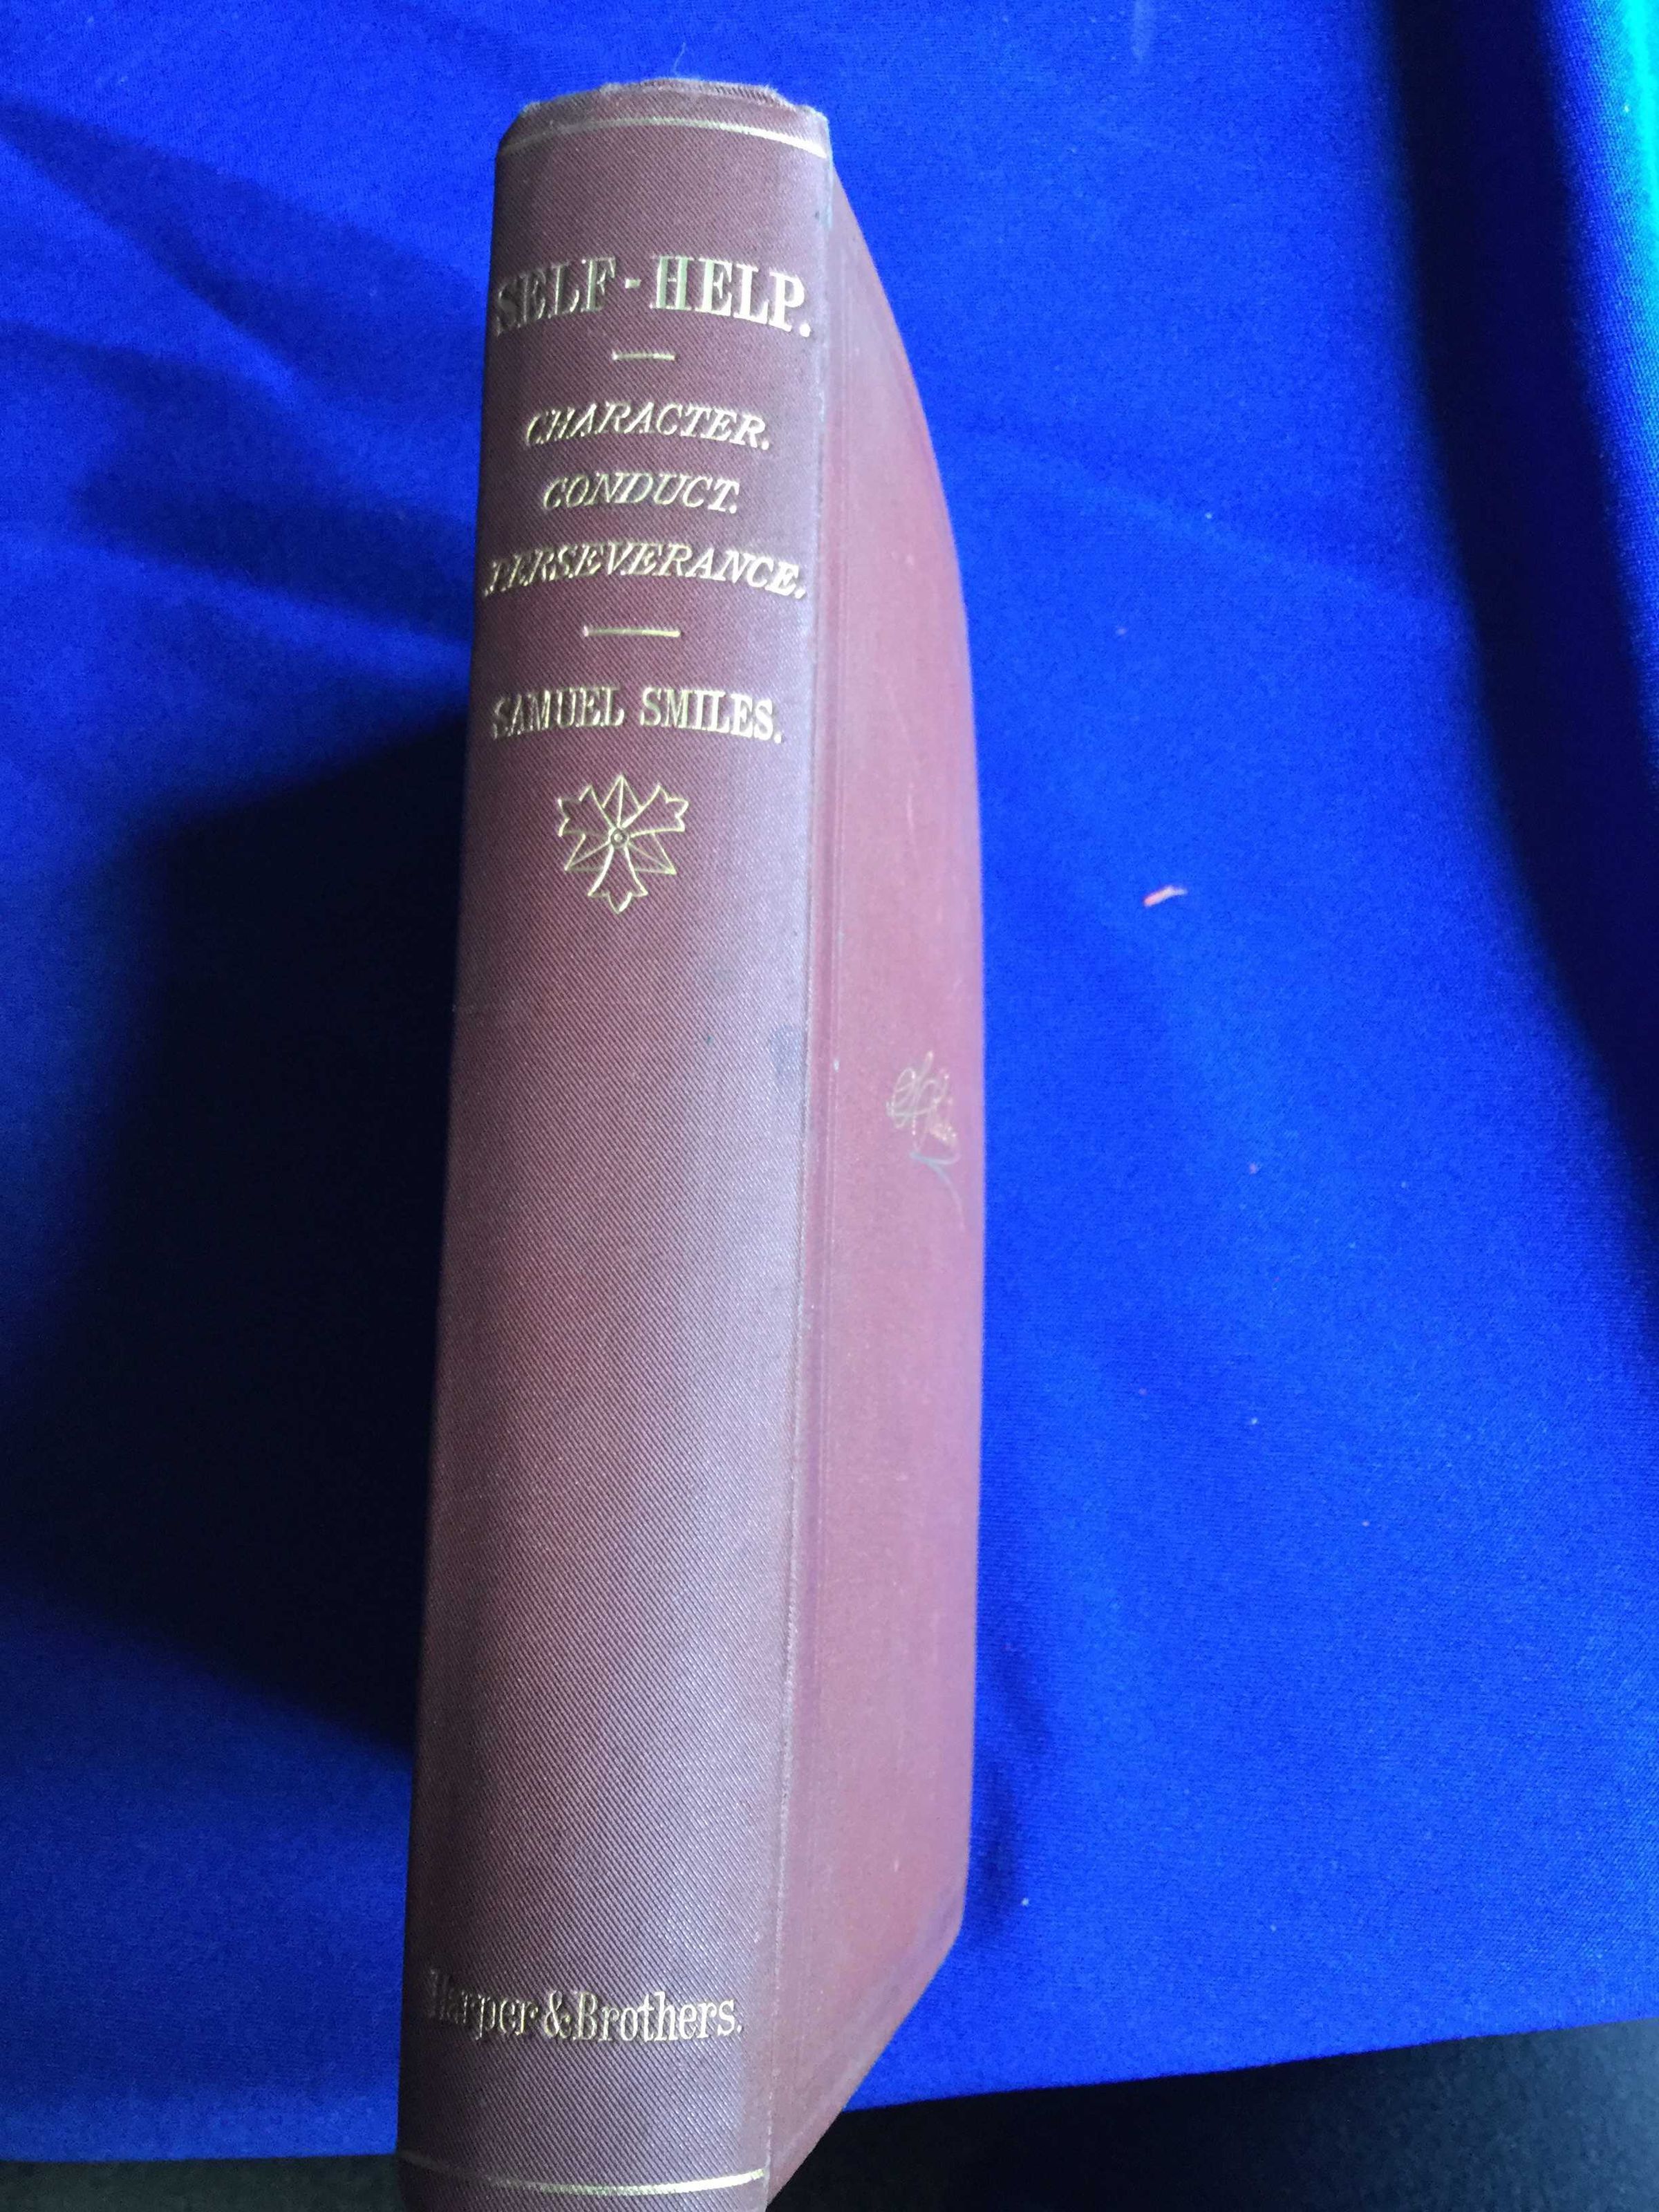 SELF-HELP.
CHARACTER.
CONDUCT.
PERSEVERANCE.
SAMUEL SMILES.
Harper & Brothers.